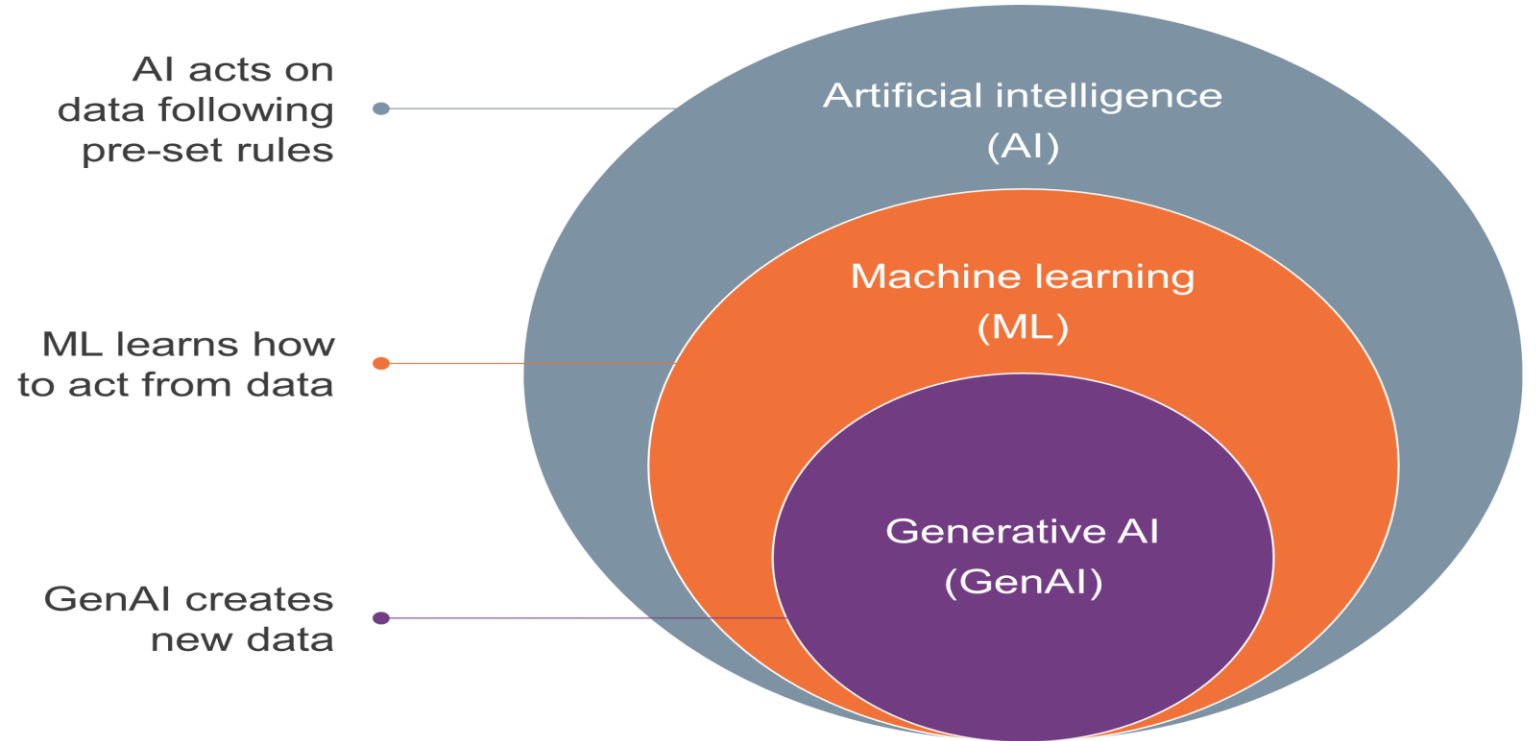 AI acts on
data following
pre-set rules
Artificial intelligence
(AI)
Machine learning
(ML)
ML learns how
to act from data
Generative AI
(GenAI)
GenAI creates
new data